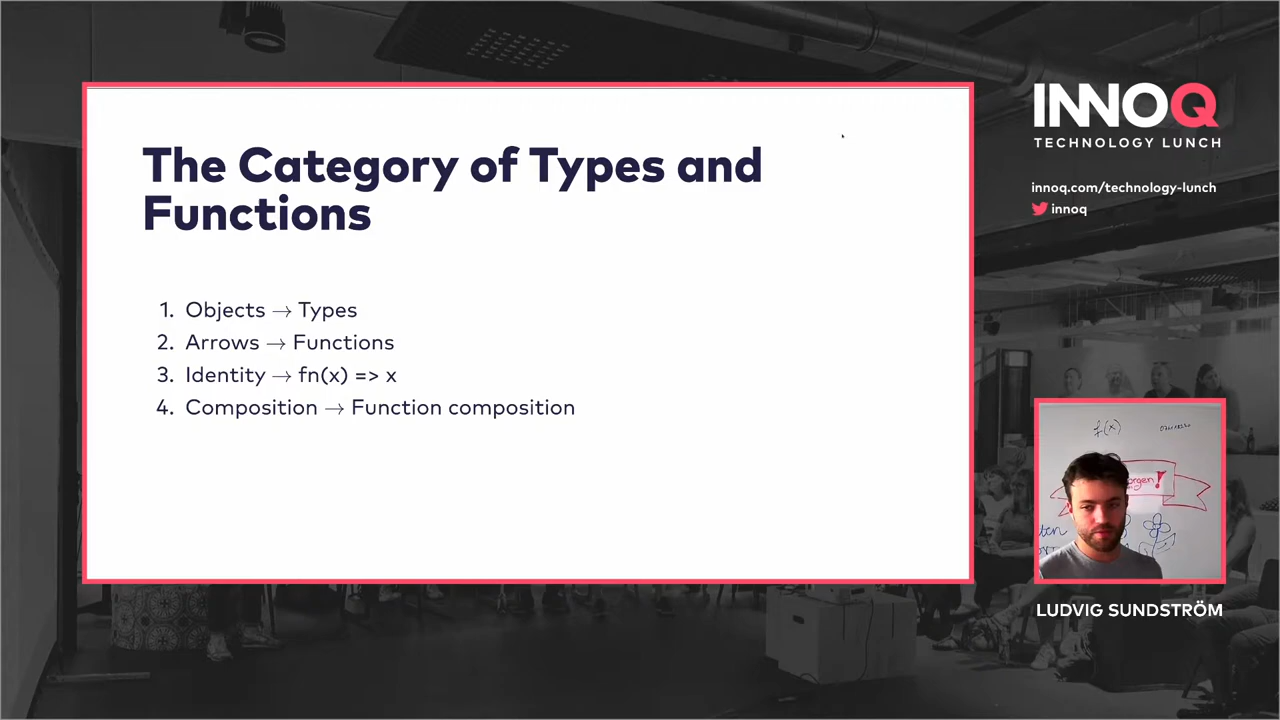 The Category of Types and
Functions
1. Objects → Types
2. Arrows → Functions
3. Identity → fn(x) => x
4. Composition → Function composition
INNOQ
TECHNOLOGY LUNCH
innoq.com/technology-lunch
innoq
f(x)
LUDVIG SUNDSTRÖM